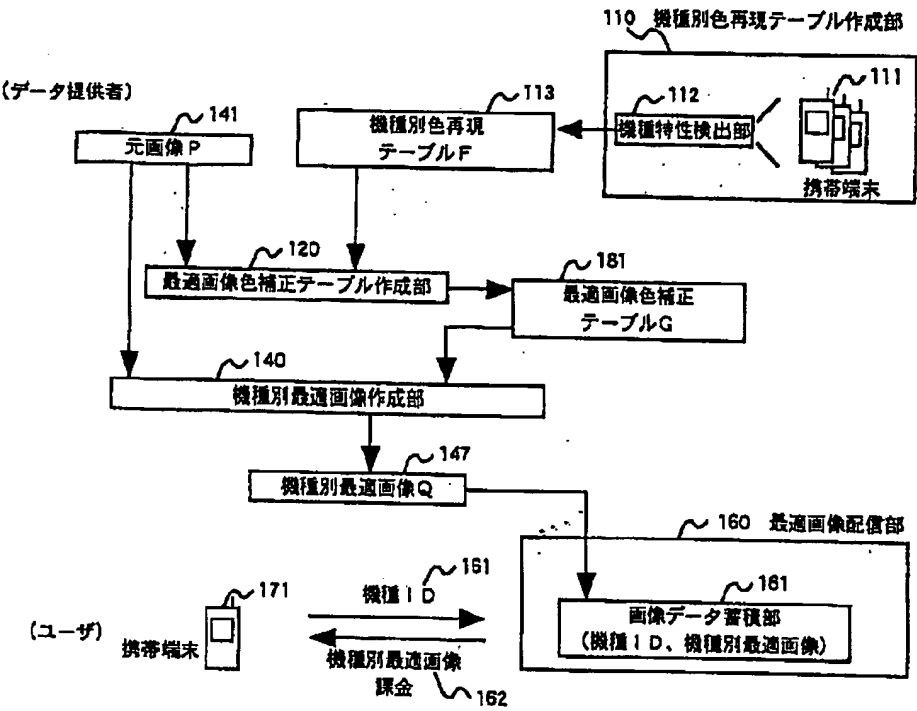 110 機種別色再現テーブル作成部
(データ提供者)
141
元画像P
113
機種別色再現
テーブルF
112
機種特性検出部
111
携帯端末
120
最適画像色補正テーブル作成部
181
最適画像色補正
テーブルG
140
機種別最適画像作成部
147
機種別最適画像Q
160 最適画像配信部
161
画像データ蓄積部
(機種ID、機種別最適画像)
(ユーザ)
171
携帯端末
161
機種ID
機種別最適画像
課金
162